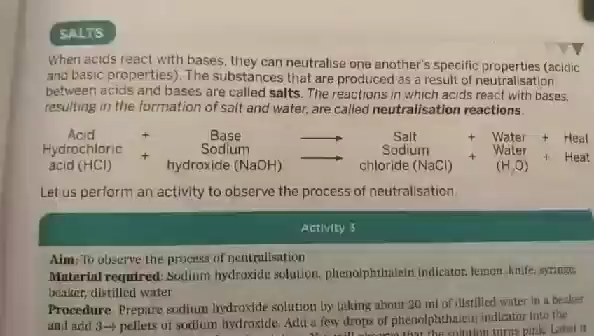 SALTS
When acids react with bases, they can neutralise one another's specific properties (acidic
and basic properties). The substances that are produced as a result of neutralisation
between acids and bases are called salts. The reactions in which acids react with bases,
resulting in the formation of salt and water, are called neutralisation reactions.
Acid + Base → Salt + Water + Heat
Hydrochloric + Sodium → Sodium + Water + Heat
acid (HCl) hydroxide (NaOH) chloride (NaCl) (H₂O)
Let us perform an activity to observe the process of neutralisation.
Activity 3
Aim: To observe the process of neutralisation
Material required: Sodium hydroxide solution, phenolphthalein indicator, lemon, knife, syringe,
beaker, distilled water
Procedure: Prepare sodium hydroxide solution by taking about 20 ml of distilled water in a beaker
and add 3–4 pellets of sodium hydroxide. Add a few drops of phenolphthalein indicator into the
that the solution turns pink. Label it